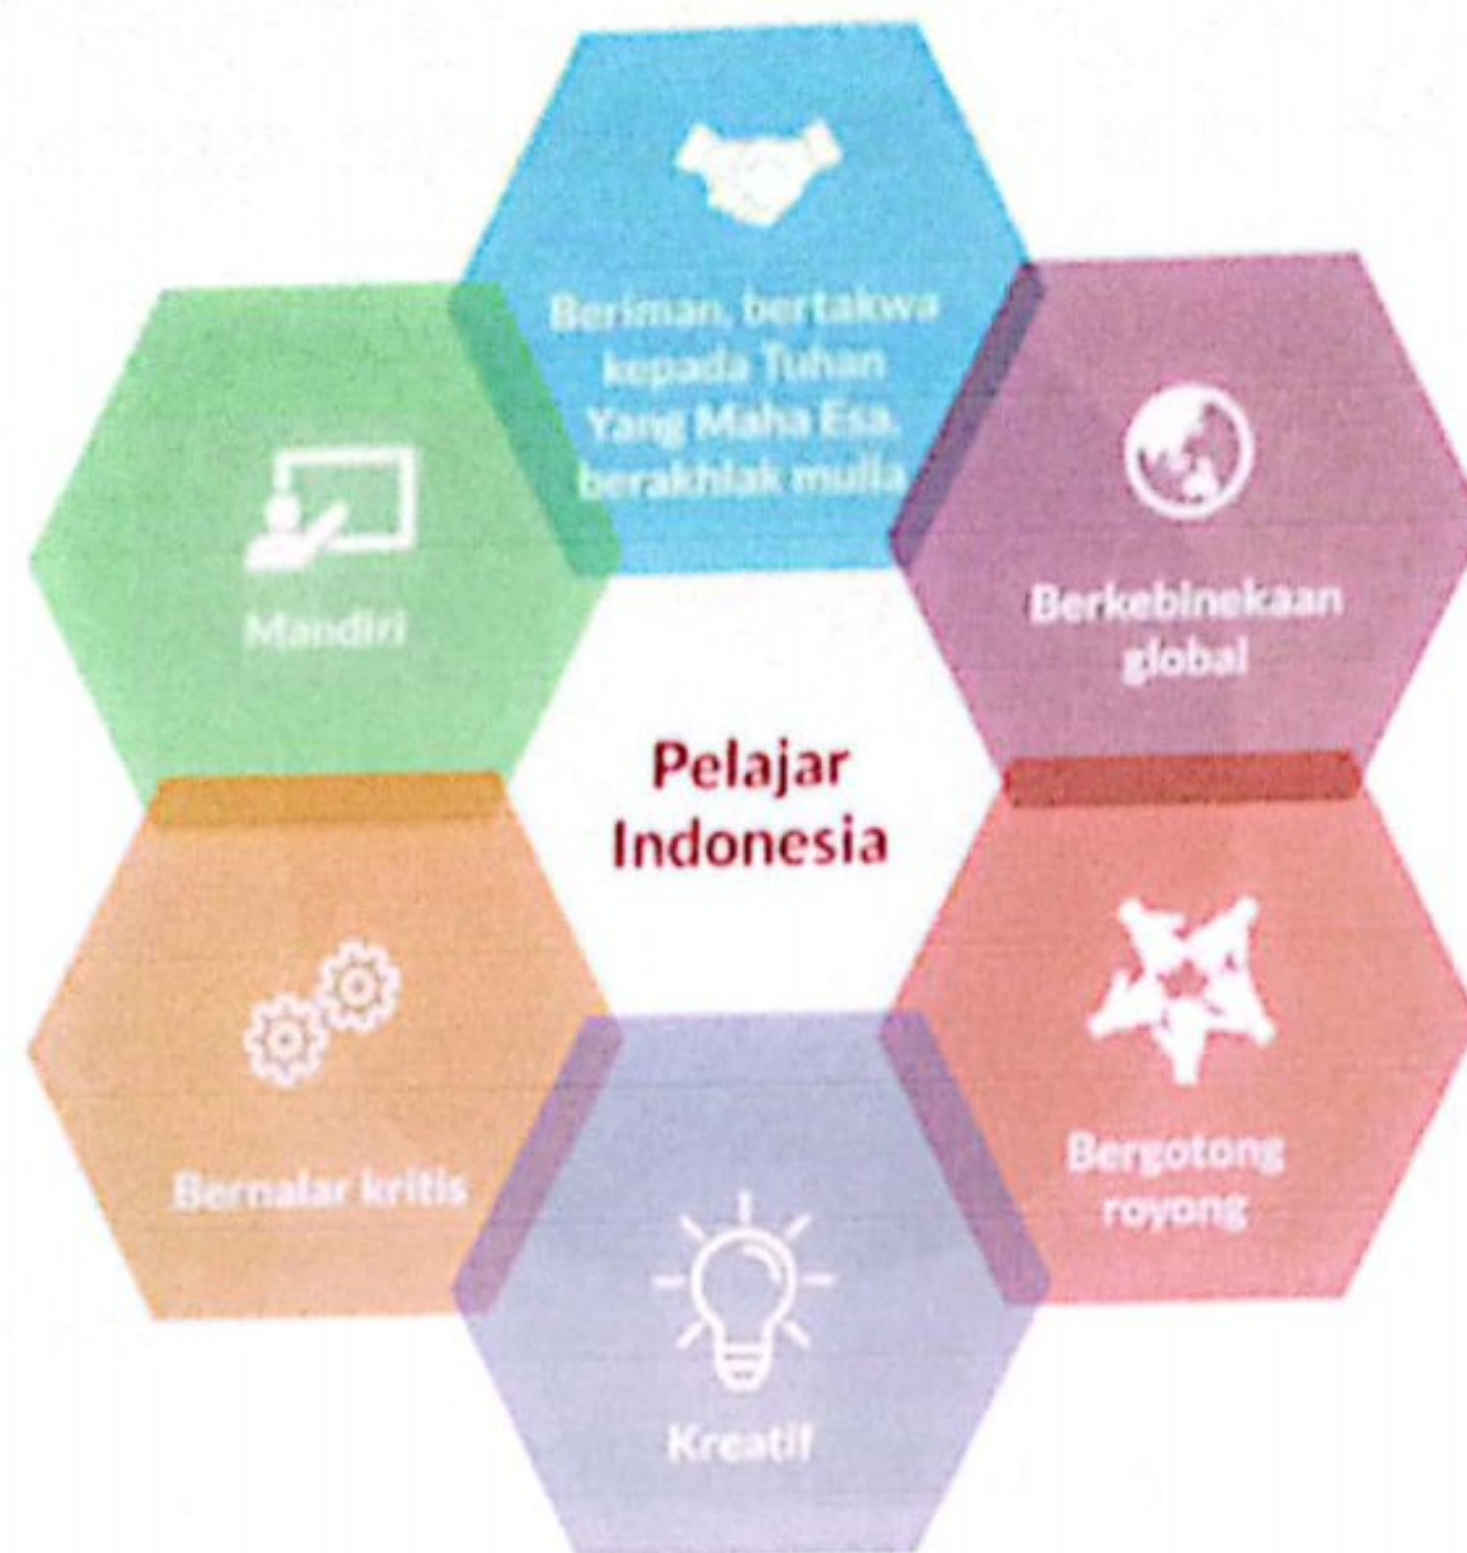 Beriman, bertakwa
kepada Tuhan
Yang Maha Esa.
berakhlak mulia
Berkebinekaan
global
Mandiri
Pelajar
Indonesia
Bergotong
royong
Bernalar kritis
Kreatif